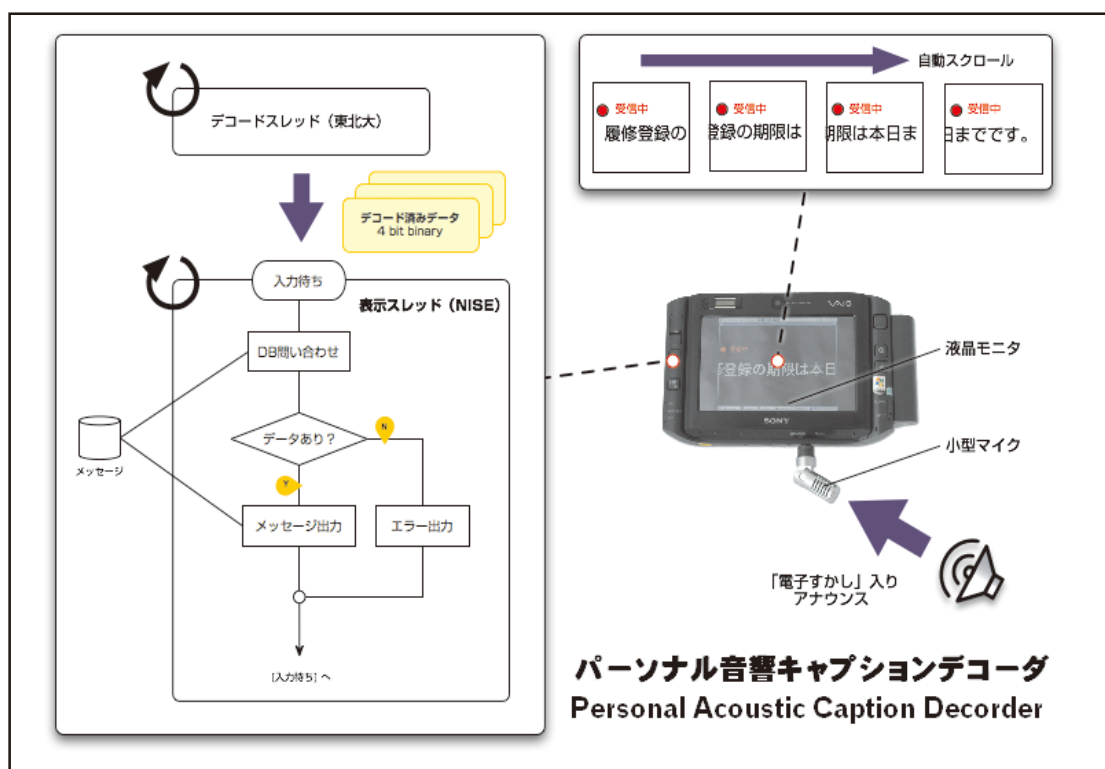 デコードスレッド（東北大）
デコード済みデータ
4 bit binary
入力待ち
表示スレッド（NISE）
DB問い合わせ
データあり？
N
Y
メッセージ
メッセージ出力
エラー出力
[入力待ち] へ
自動スクロール
受信中
履修登録の
受信中
登録の期限は
受信中
期限は本日ま
受信中
日までです。
VAIO
登録の期限は本日
SONY
液晶モニタ
小型マイク
「電子すかし」入り
アナウンス
パーソナル音響キャプションデコーダ
Personal Acoustic Caption Decorder